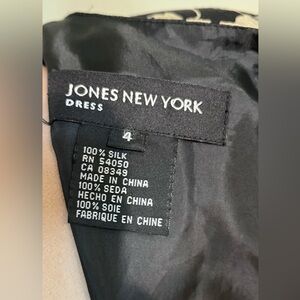 JONES NEW YORK
DRESS
4
100% SILK
RN 54050
CA 08349
MADE IN CHINA
100% SEDA
HECHO EN CHINA
100% SOIE
FABRIQUE EN CHINE